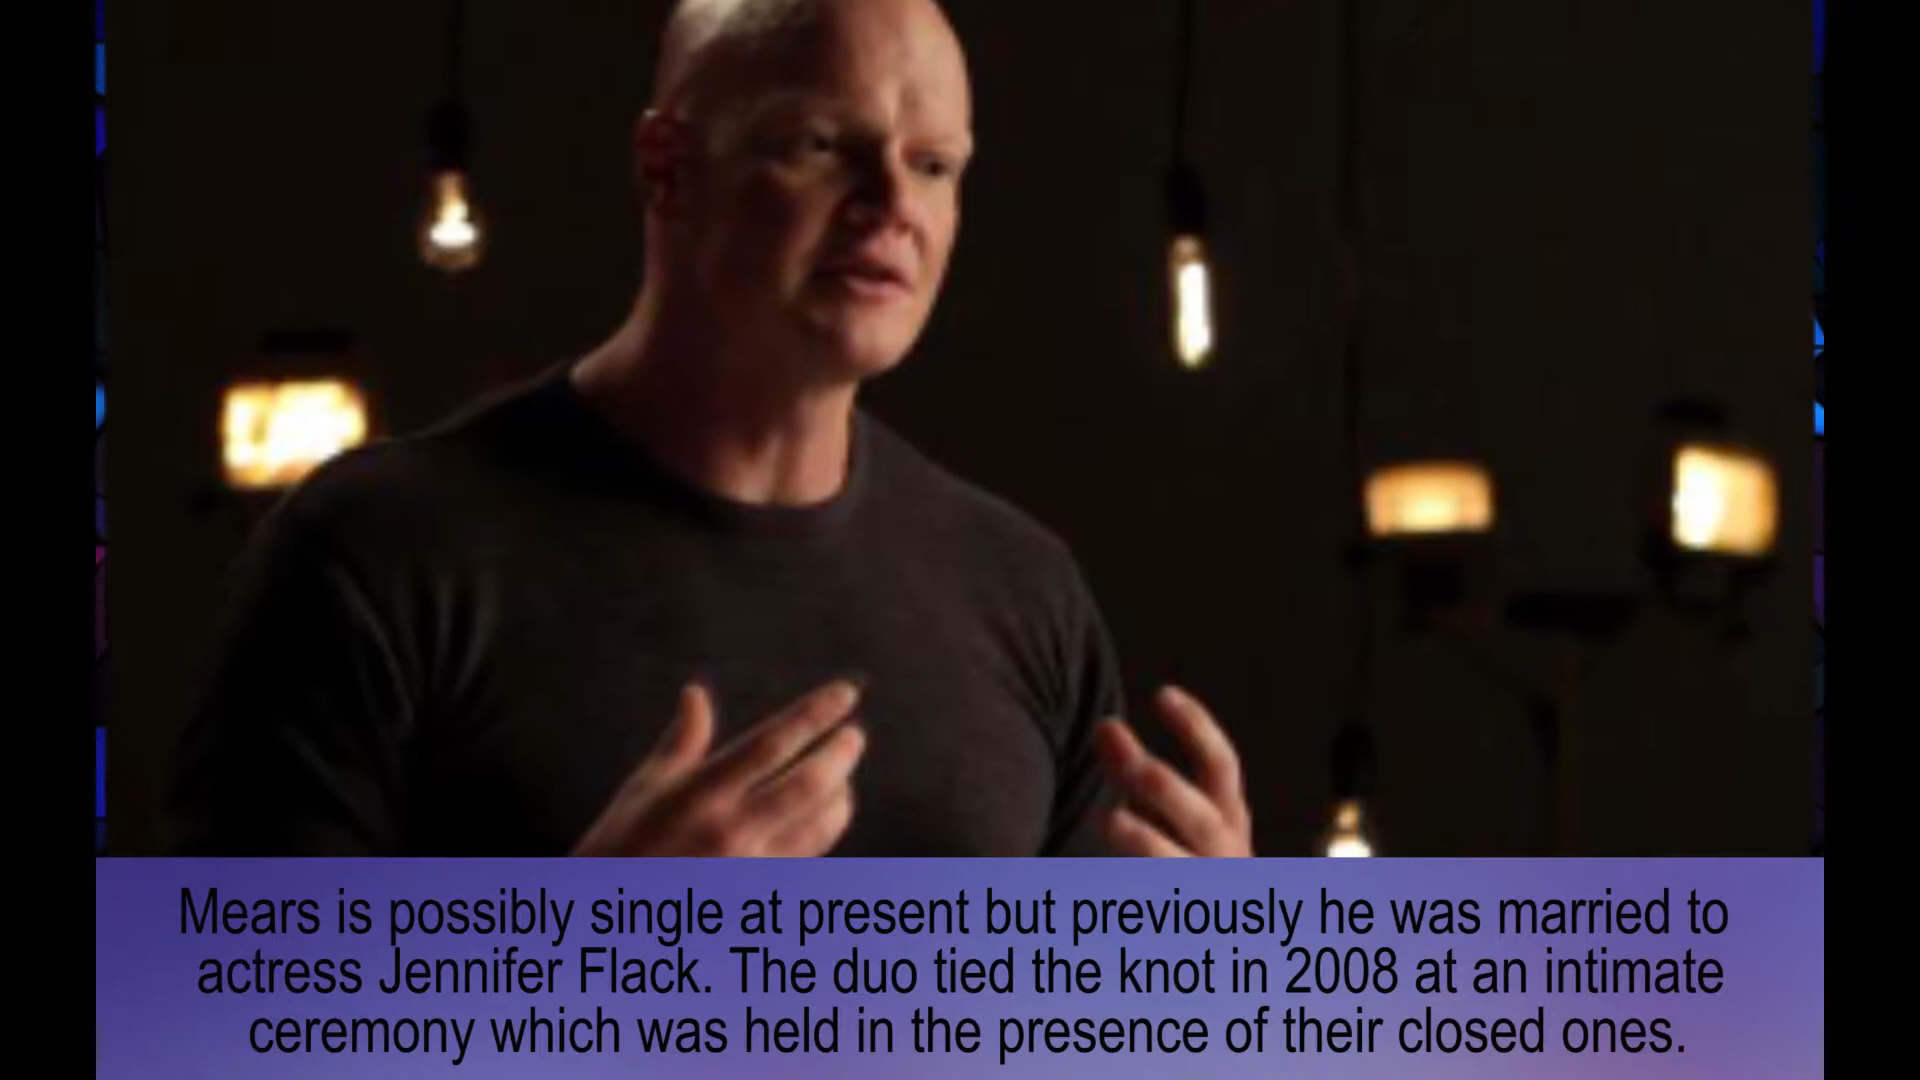 Mears is possibly single at present but previously he was married to
actress Jennifer Flack. The duo tied the knot in 2008 at an intimate
ceremony which was held in the presence of their closed ones.